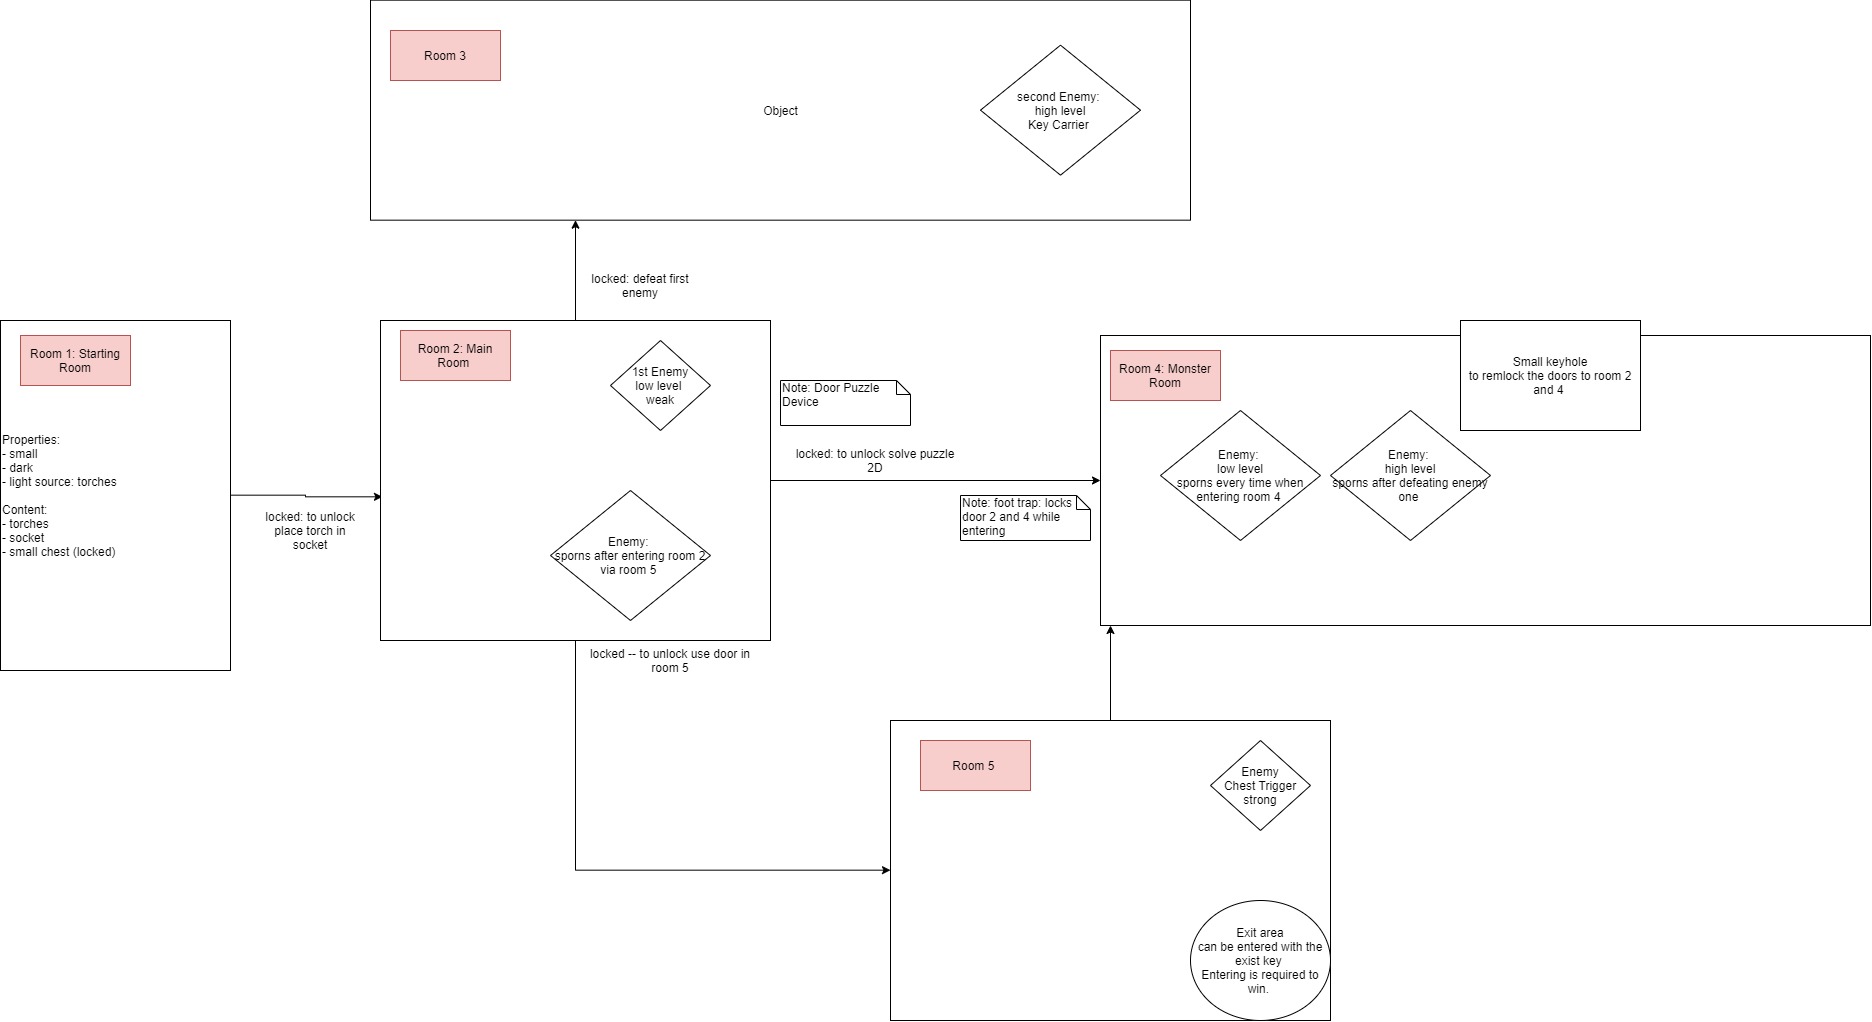 Room 3
Object
second Enemy:
high level
Key Carrier
locked: defeat first
enemy
Room 1: Starting
Room
Properties:
- small
- dark
- light source: torches
Content:
- torches
- socket
- small chest (locked)
locked: to unlock
place torch in
socket
Room 2: Main
Room
1st Enemy
low level
weak
Enemy:
sporns after entering room 2
via room 5
Note: Door Puzzle
Device
locked: to unlock solve puzzle
2D
Note: foot trap: locks
door 2 and 4 while
entering
Room 4: Monster
Room
Enemy:
low level
sporns every time when
entering room 4
Enemy:
high level
sporns after defeating enemy
one
Small keyhole
to remlock the doors to room 2
and 4
locked -- to unlock use door in
room 5
Room 5
Enemy
Chest Trigger
strong
Exit area
can be entered with the
exist key
Entering is required to
win.